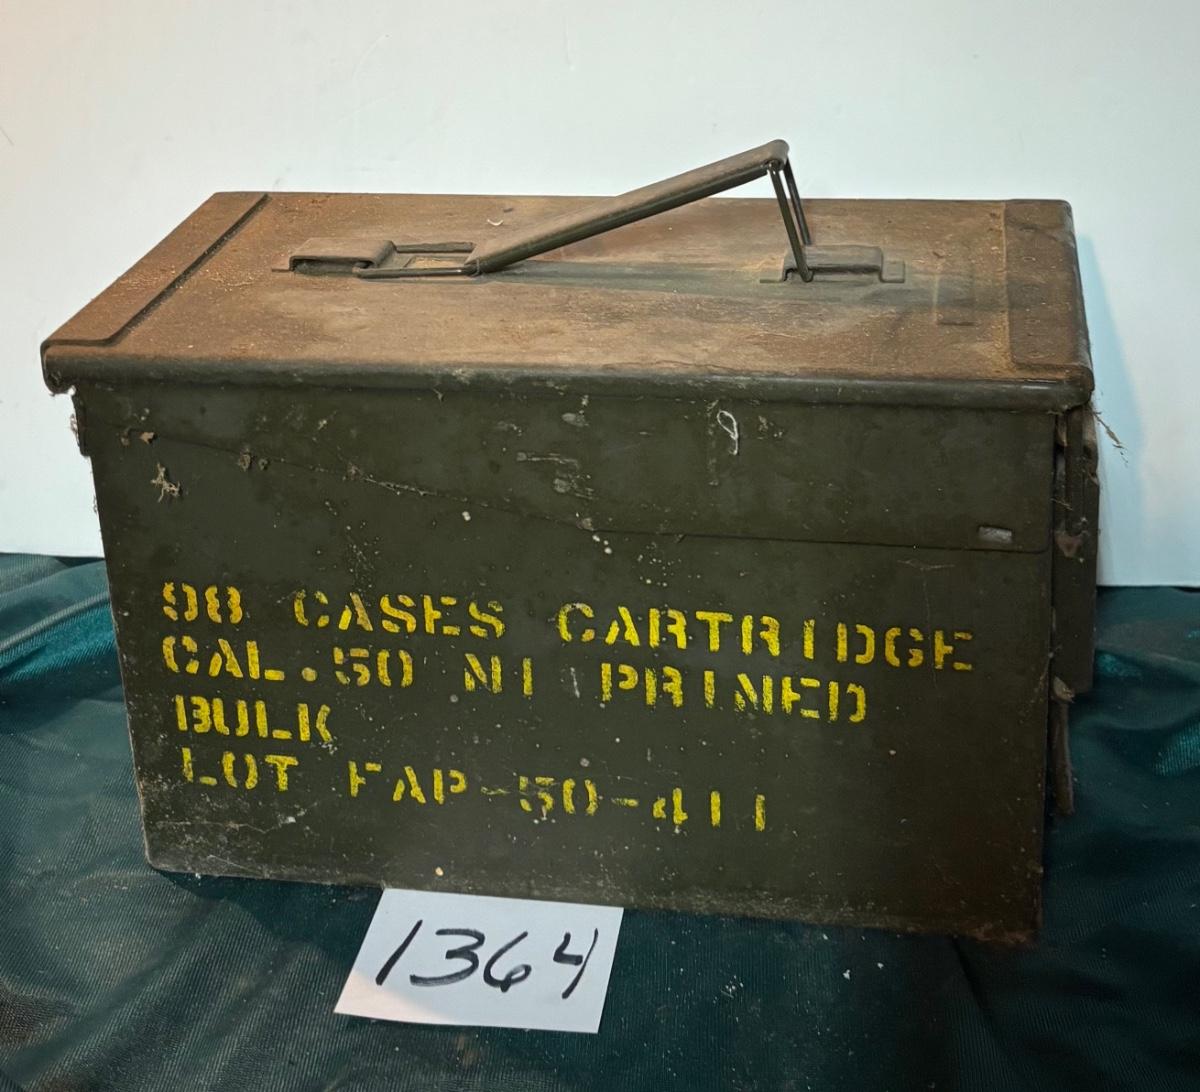 98 CASES CARTRIDGE
CAL .50 M1 PRIMED
BULK
LOT FAP-50-411
1364